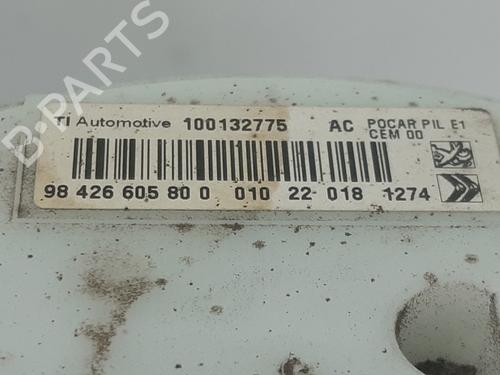 B-PARTS
TI Automotive 100132775 AC POCAR PIL E1
CEM 00
98 426 605 80 0 010 22 018 1274